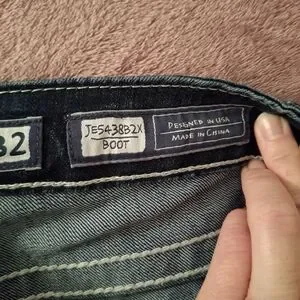 32
JE5438B2X
BOOT
DESIGNED IN USA
MADE IN CHINA